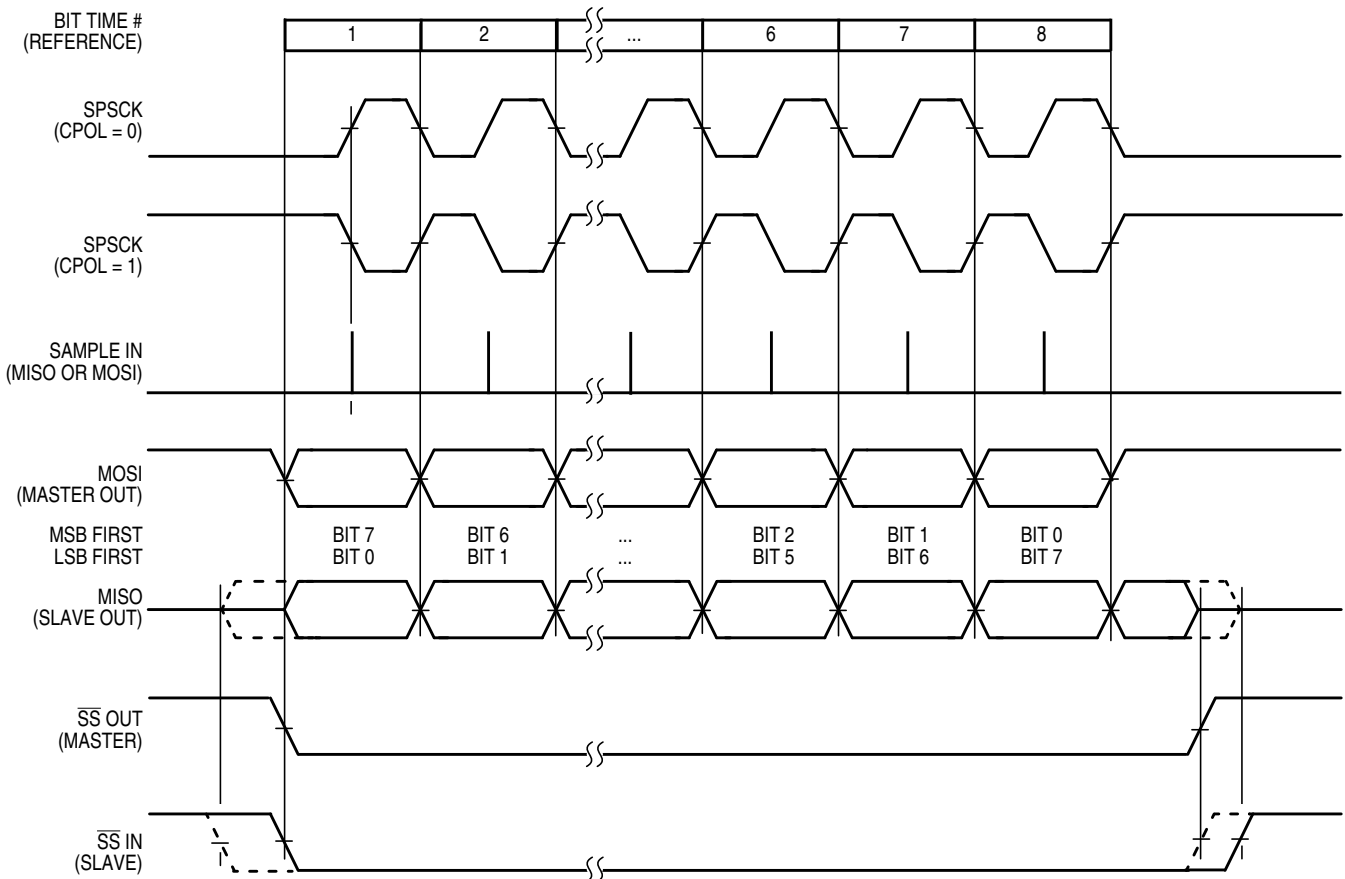 BIT TIME #
(REFERENCE)
1 2 ... 6 7 8
SPSCK
(CPOL = 0)
SPSCK
(CPOL = 1)
SAMPLE IN
(MISO OR MOSI)
MOSI
(MASTER OUT)
MSB FIRST BIT 7 BIT 6 ... BIT 2 BIT 1 BIT 0
LSB FIRST BIT 0 BIT 1 ... BIT 5 BIT 6 BIT 7
MISO
(SLAVE OUT)
S̅S̅ OUT
(MASTER)
S̅S̅ IN
(SLAVE)